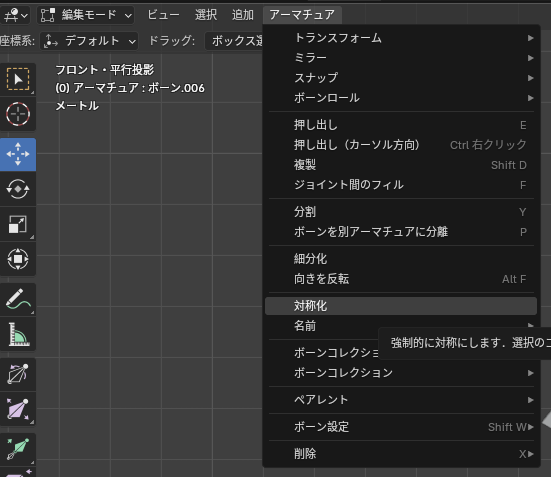 編集モード ビュー 選択 追加 アーマチュア
座標系: デフォルト ドラッグ: ボックス選
フロント・平行投影
(0) アーマチュア : ボーン.006
メートル
トランスフォーム
ミラー
スナップ
ボーンロール
押し出し E
押し出し（カーソル方向） Ctrl 右クリック
複製 Shift D
ジョイント間のフィル F
分割 Y
ボーンを別アーマチュアに分離 P
細分化
向きを反転 Alt F
対称化
名前
強制的に対称にします．選択のコ
ボーンコレクショ
ボーンコレクション
ペアレント
ボーン設定 Shift W
削除 X